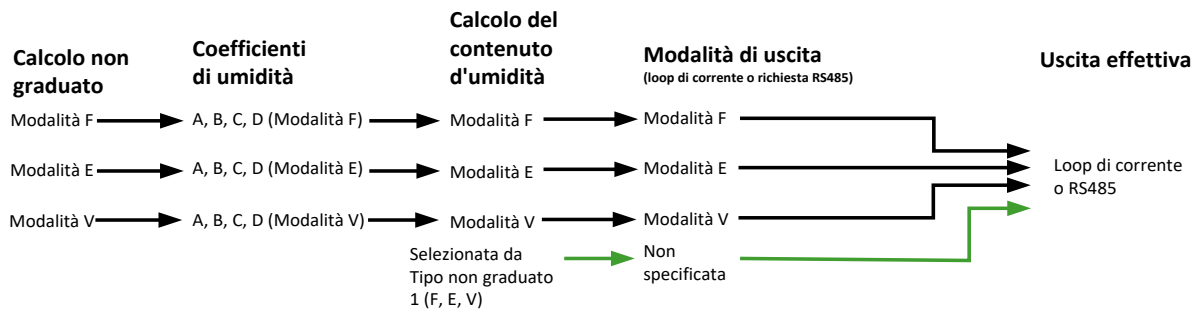 Calcolo non
graduato
Coefficienti
di umidità
Calcolo del
contenuto
d'umidità
Modalità di uscita
(loop di corrente o richiesta RS485)
Uscita effettiva
Modalità F
A, B, C, D (Modalità F)
Modalità F
Modalità F
Modalità E
A, B, C, D (Modalità E)
Modalità E
Modalità E
Loop di corrente
o RS485
Modalità V
A, B, C, D (Modalità V)
Modalità V
Modalità V
Selezionata da
Tipo non graduato
1 (F, E, V)
Non
specificata